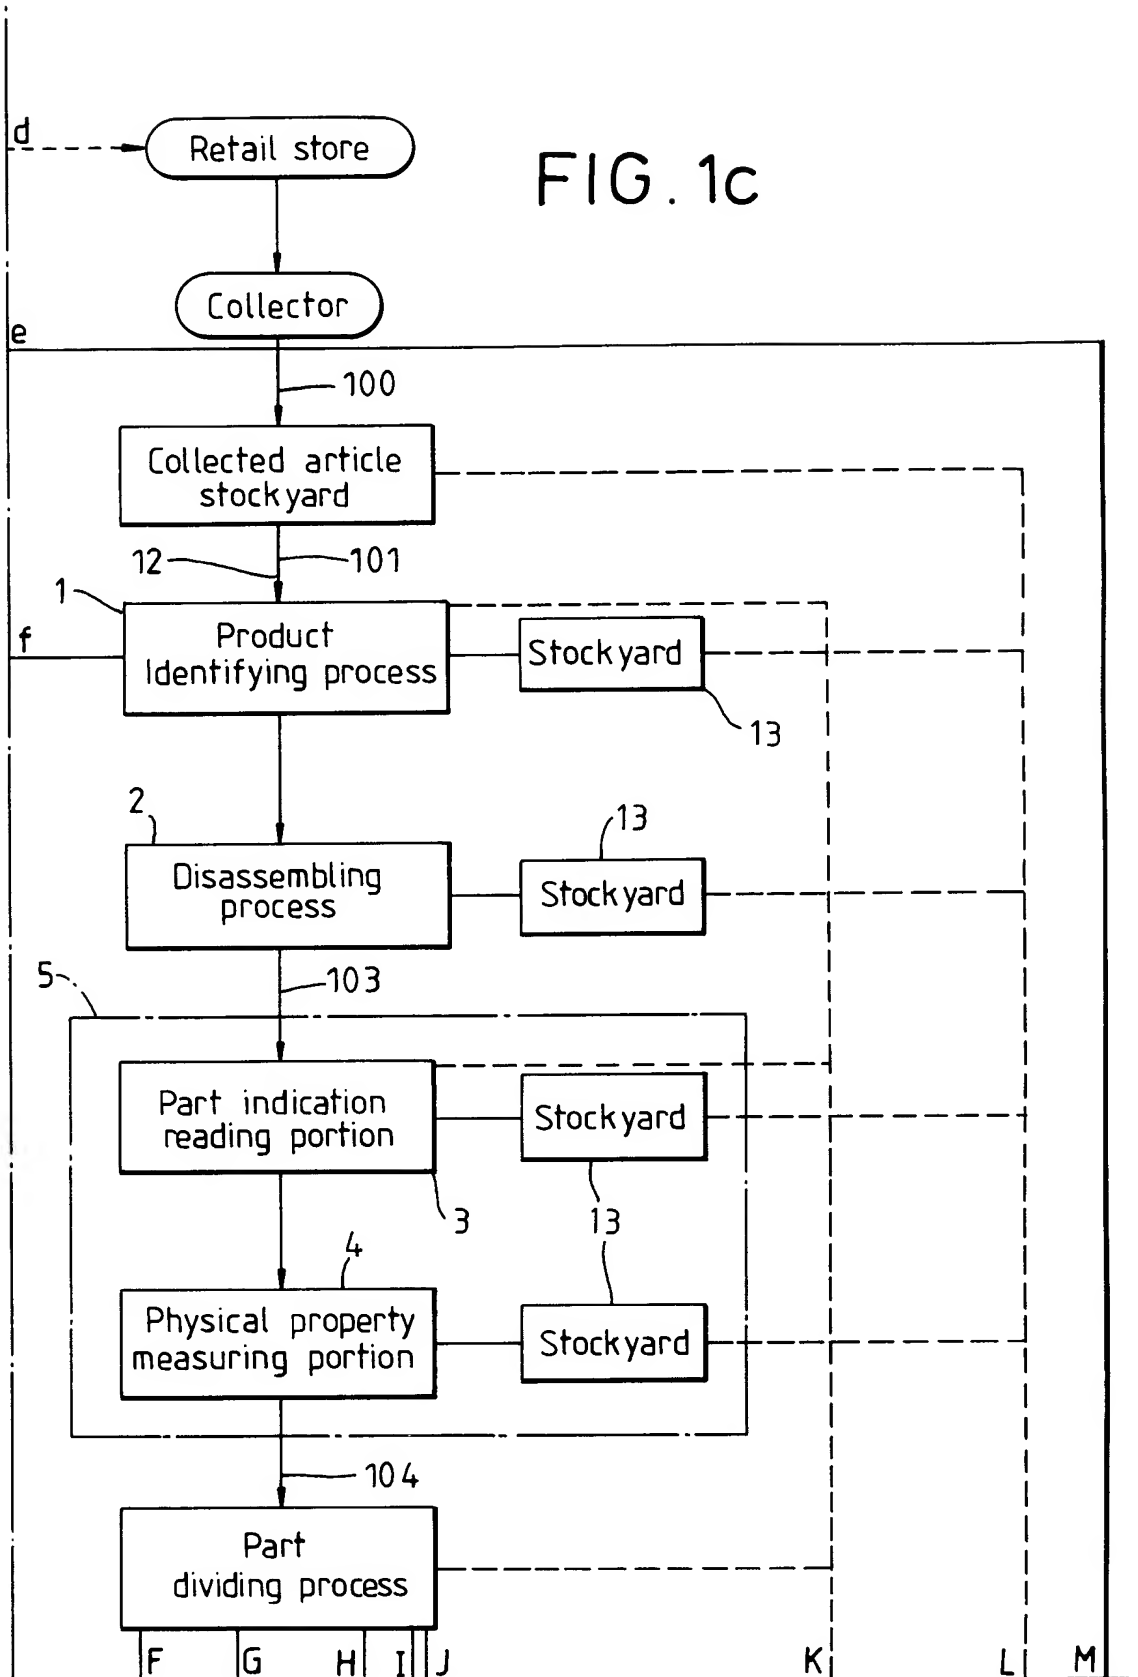 d
Retail store
FIG. 1c
Collector
e
100
Collected article
stockyard
12
101
1
f
Product
Identifying process
Stockyard
13
2
13
Disassembling
process
Stockyard
5
103
Part indication
reading portion
Stockyard
3
13
4
Physical property
measuring portion
Stockyard
104
Part
dividing process
F G H I J K L M